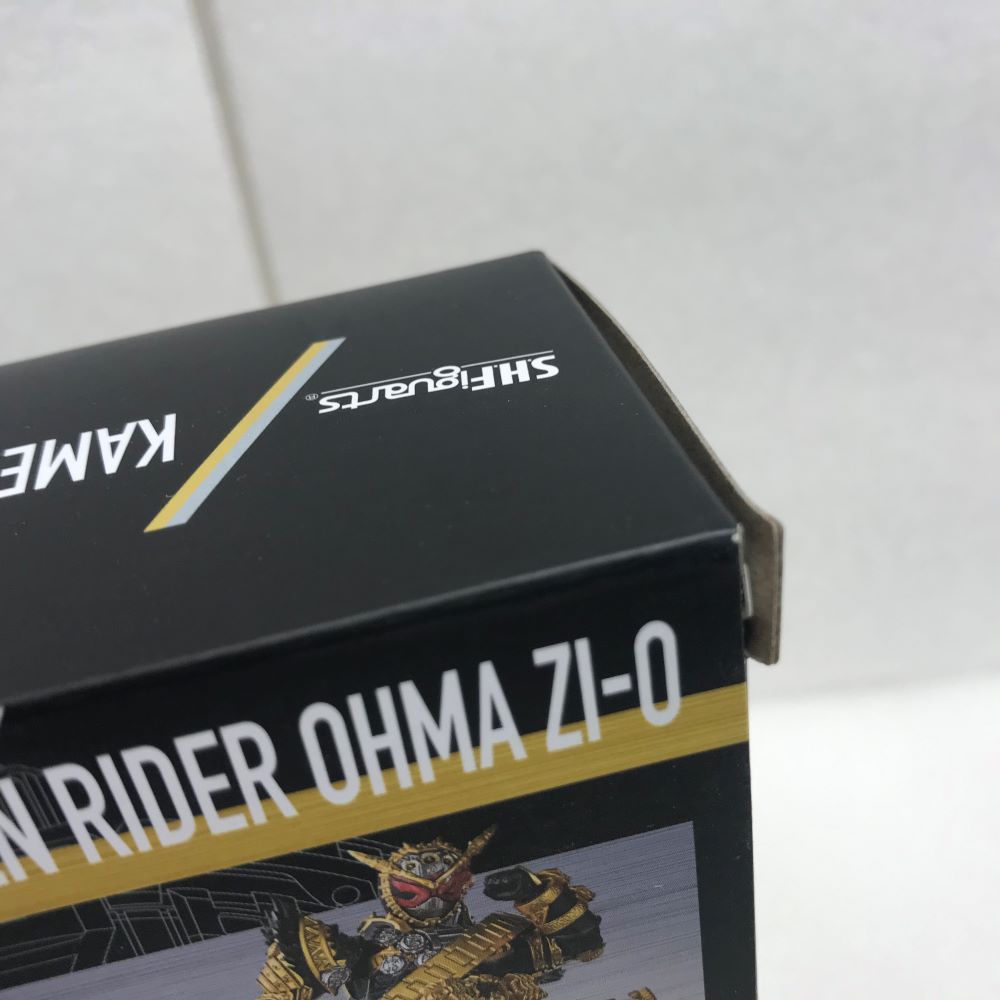 S.H.Figuarts®
KAME
N RIDER OHMA ZI-O